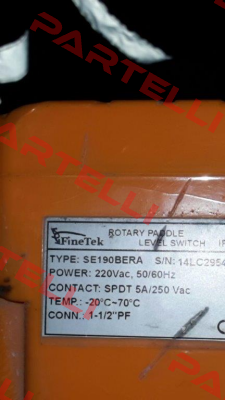 PARTELLI
FineTek
ROTARY PADDLE
LEVEL SWITCH
TYPE: SE190BERA S/N: 14LC2954
POWER: 220Vac, 50/60Hz
CONTACT: SPDT 5A/250 Vac
TEMP.: -20°C~70°C
CONN.: 1-1/2"PF